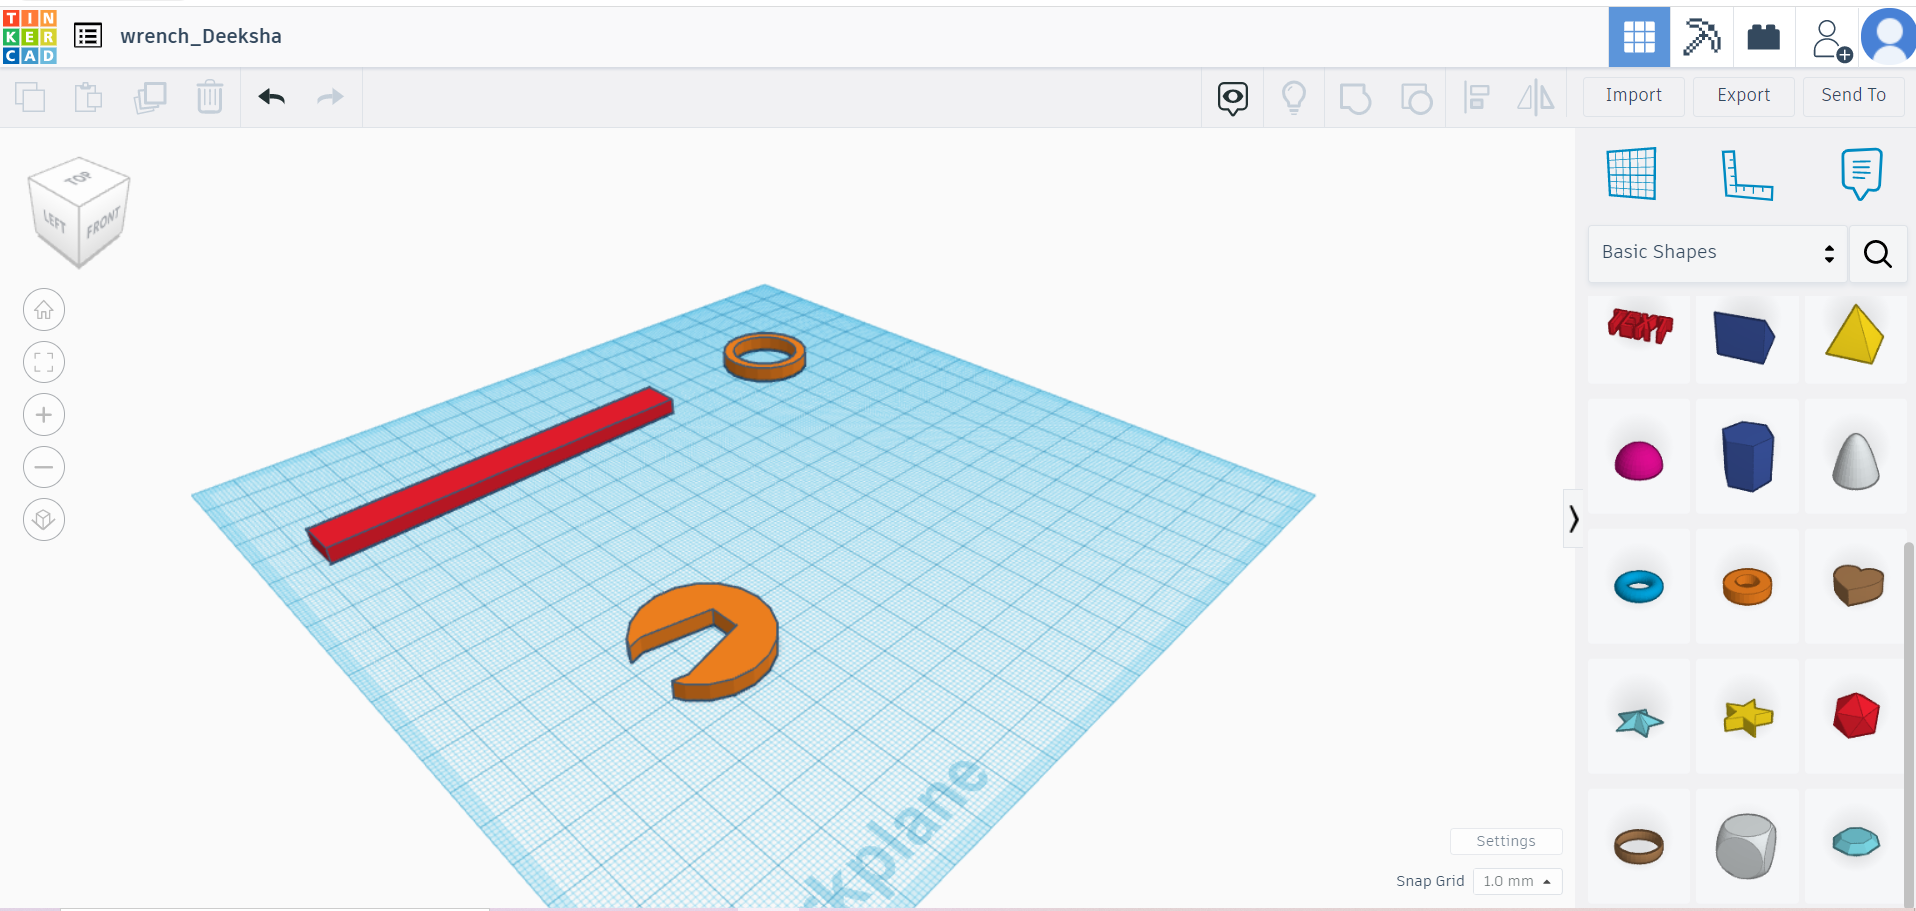 TIN
KER
CAD
wrench_Deeksha
Import
Export
Send To
TOP
LEFT
FRONT
Basic Shapes
TEXT
kplane
Settings
Snap Grid
1.0 mm